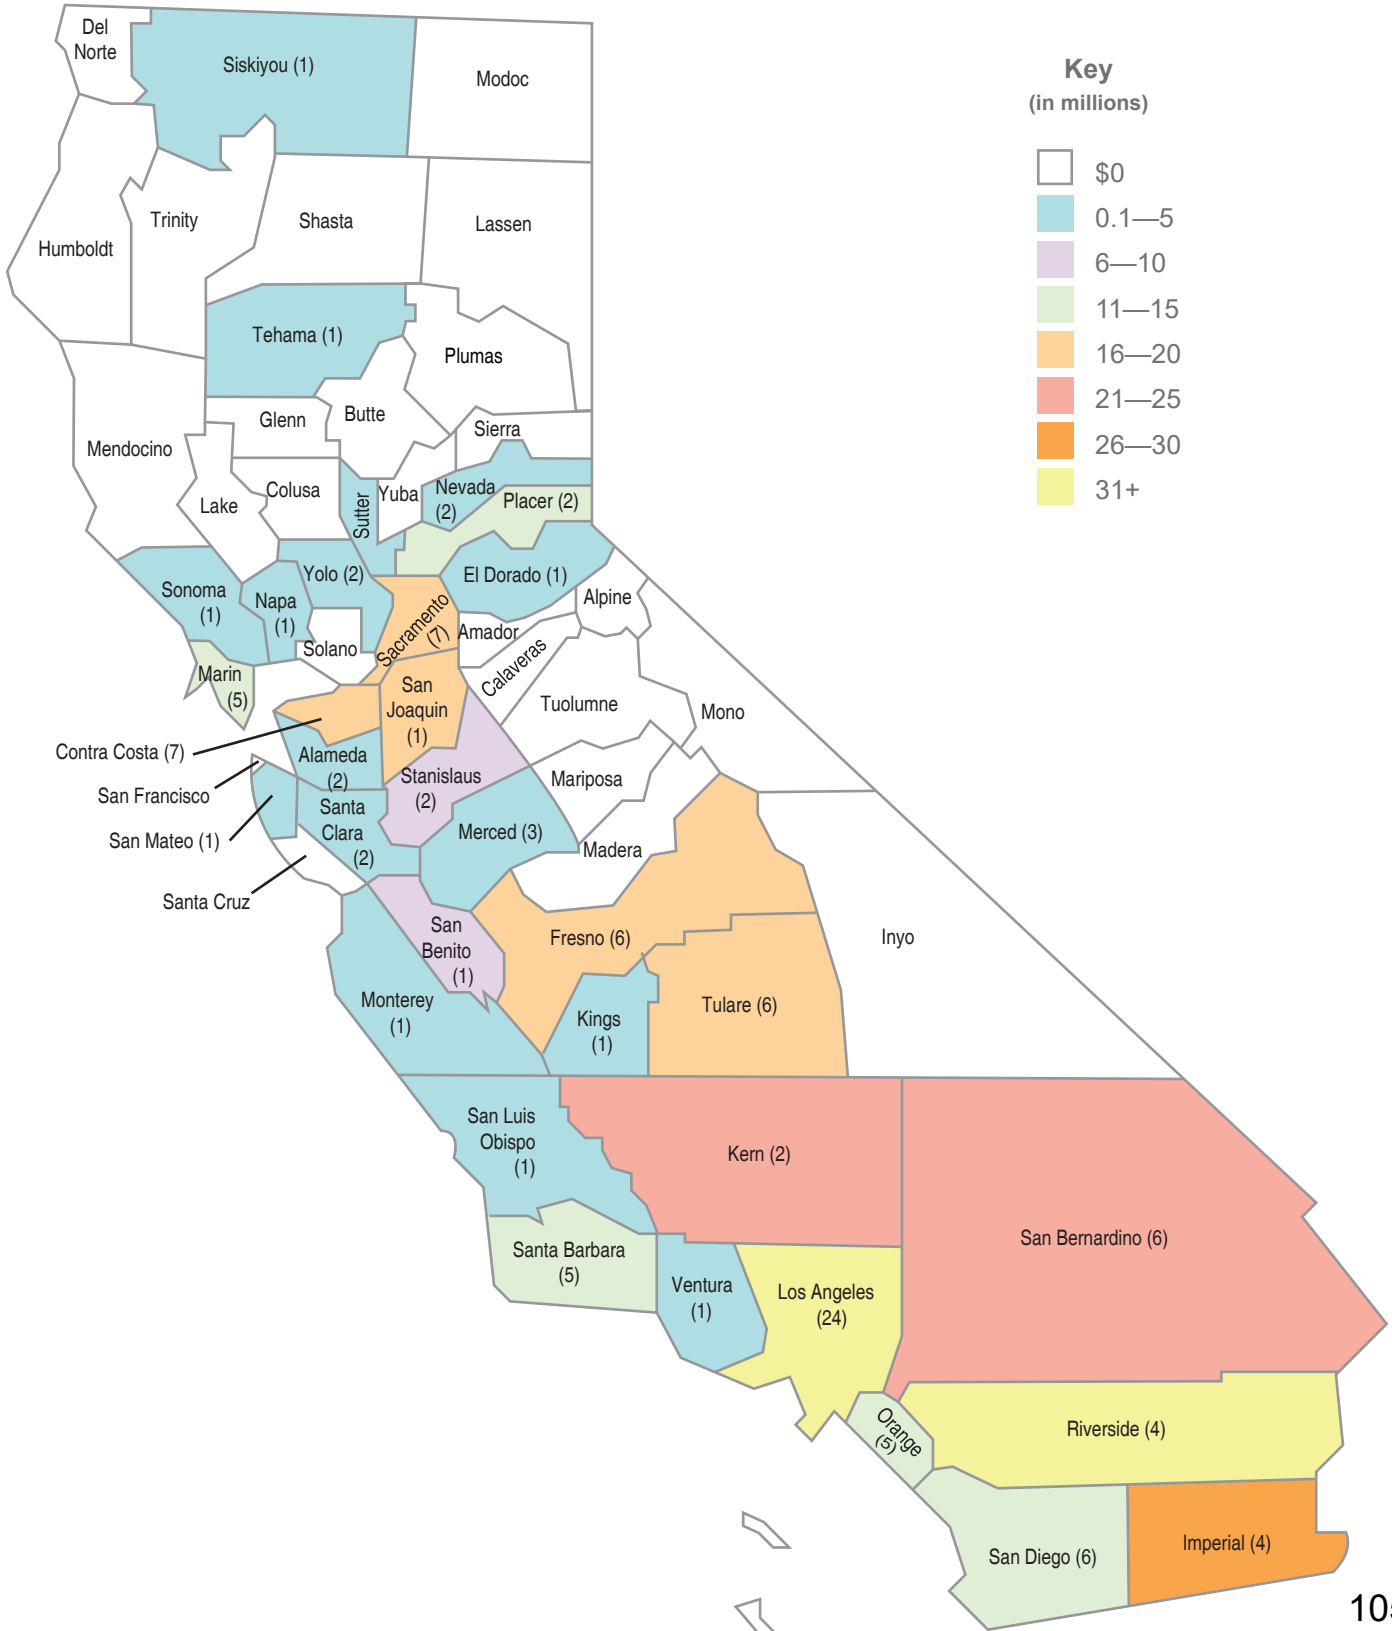 Del
Norte
Siskiyou (1)
Modoc
Key
(in millions)
$0
0.1—5
6—10
11—15
16—20
21—25
26—30
31+
Humboldt
Trinity
Shasta
Lassen
Tehama (1)
Plumas
Mendocino
Glenn
Butte
Sierra
Lake
Colusa
Sutter
Yuba
Nevada
(2)
Placer (2)
Sonoma
(1)
Napa
(1)
Yolo (2)
El Dorado (1)
Solano
Sacramento
(7)
Amador
Alpine
Marin
(5)
Calaveras
San
Joaquin
(1)
Tuolumne
Mono
Contra Costa (7)
Alameda
(2)
San Francisco
Stanislaus
(2)
Mariposa
San Mateo (1)
Santa
Clara
(2)
Merced (3)
Madera
Santa Cruz
San
Benito
(1)
Fresno (6)
Inyo
Monterey
(1)
Kings
(1)
Tulare (6)
San Luis
Obispo
(1)
Kern (2)
San Bernardino (6)
Santa Barbara
(5)
Ventura
(1)
Los Angeles
(24)
Orange
(5)
Riverside (4)
San Diego (6)
Imperial (4)